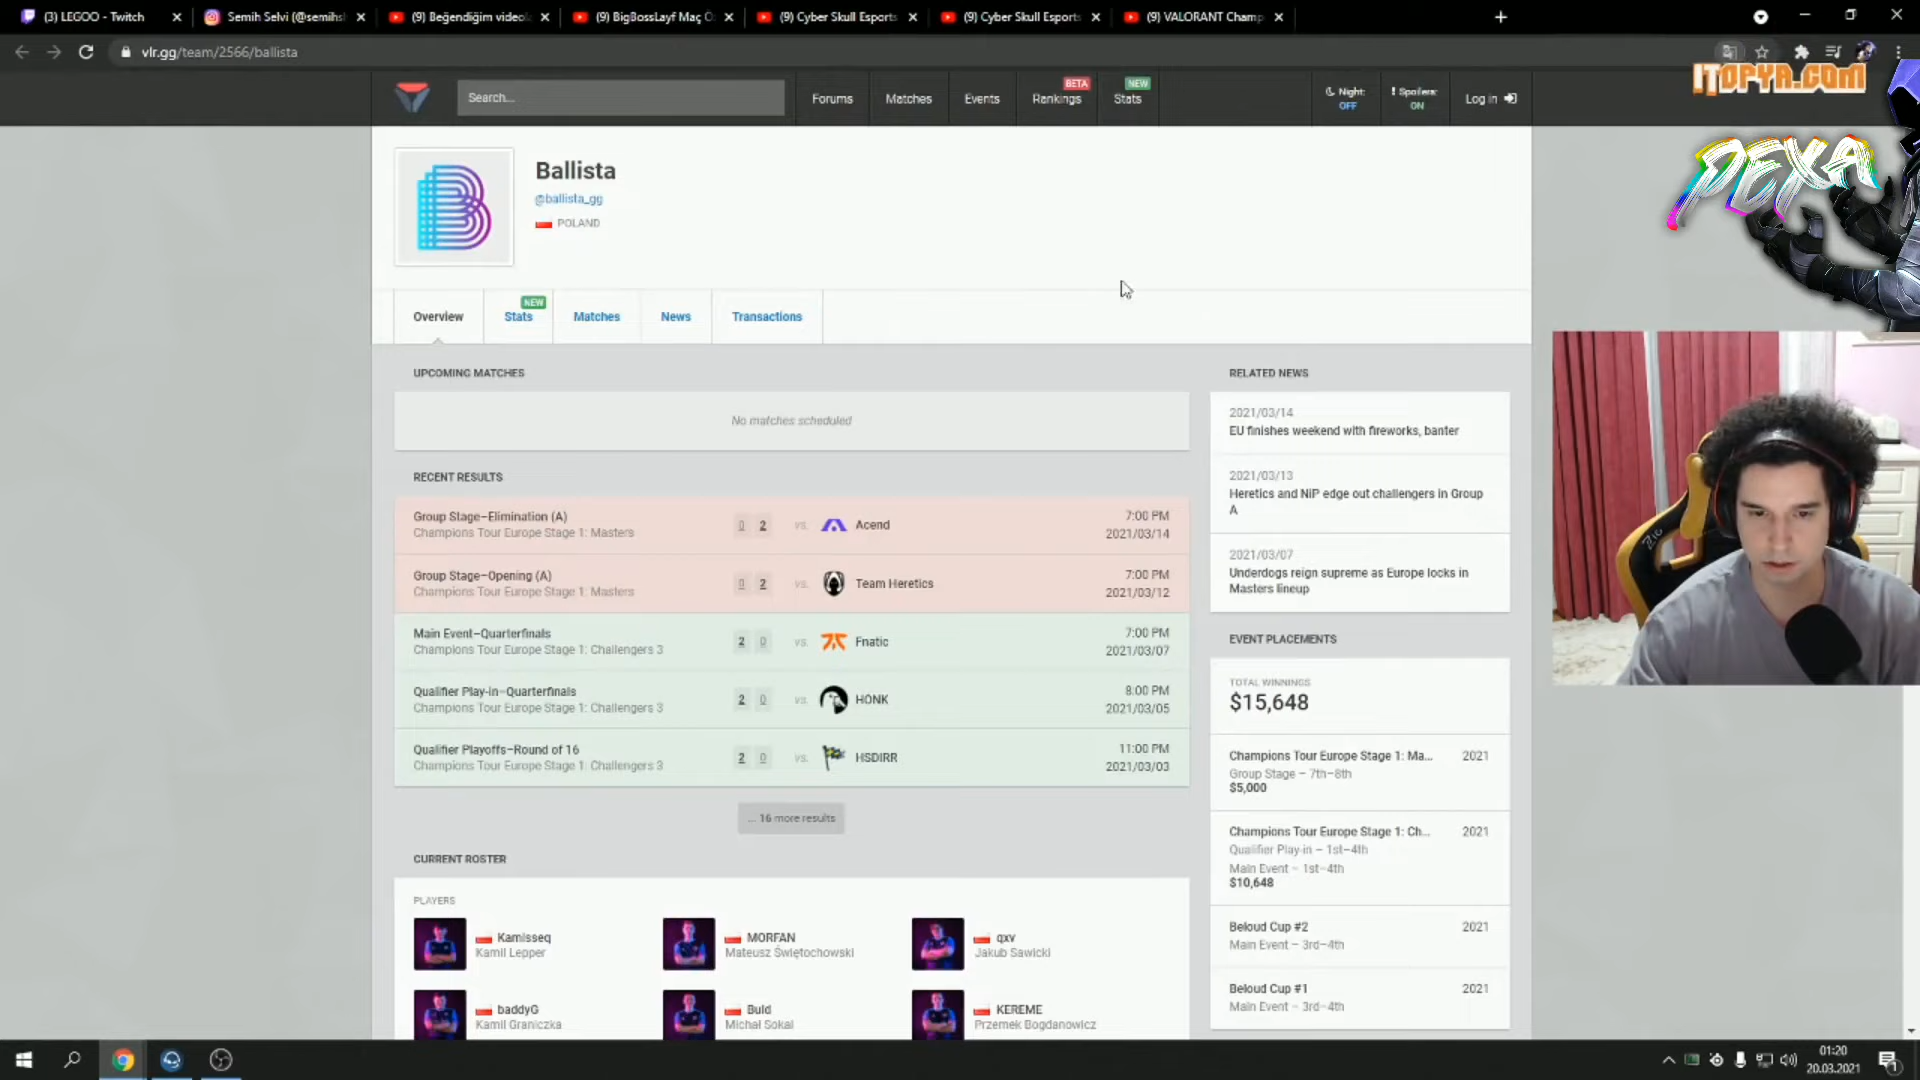 (3) LEGOO - Twitch
Semih Selvi (@semihs
(9) Beğendiğim videol
(9) BigBossLayf Maç Ö
(9) Cyber Skull Esports
(9) Cyber Skull Esports
(9) VALORANT Champ
vlr.gg/team/2566/ballista
ITOPYA.COM
Search...
Forums
Matches
Events
BETA
Rankings
NEW
Stats
Night:
OFF
Spoilers:
ON
Log in
PEXA
Ballista
@ballista_gg
POLAND
Overview
NEW
Stats
Matches
News
Transactions
UPCOMING MATCHES
No matches scheduled
RECENT RESULTS
Group Stage–Elimination (A)
Champions Tour Europe Stage 1: Masters
0 2 vs. Acend
7:00 PM
2021/03/14
Group Stage–Opening (A)
Champions Tour Europe Stage 1: Masters
0 2 vs. Team Heretics
7:00 PM
2021/03/12
Main Event–Quarterfinals
Champions Tour Europe Stage 1: Challengers 3
2 0 vs. Fnatic
7:00 PM
2021/03/07
Qualifier Play-in–Quarterfinals
Champions Tour Europe Stage 1: Challengers 3
2 0 vs. HONK
8:00 PM
2021/03/05
Qualifier Playoffs–Round of 16
Champions Tour Europe Stage 1: Challengers 3
2 0 vs. HSDIRR
11:00 PM
2021/03/03
... 16 more results
CURRENT ROSTER
PLAYERS
Kamisseq
Kamil Lepper
MORFAN
Mateusz Świętochowski
qxv
Jakub Sawicki
baddyG
Kamil Graniczka
Buld
Michał Sokal
KEREME
Przemek Bogdanowicz
RELATED NEWS
2021/03/14
EU finishes weekend with fireworks, banter
2021/03/13
Heretics and NiP edge out challengers in Group
A
2021/03/07
Underdogs reign supreme as Europe locks in
Masters lineup
EVENT PLACEMENTS
TOTAL WINNINGS
$15,648
Champions Tour Europe Stage 1: Ma... 2021
Group Stage – 7th–8th
$5,000
Champions Tour Europe Stage 1: Ch... 2021
Qualifier Play-in – 1st–4th
Main Event – 1st–4th
$10,648
Beloud Cup #2 2021
Main Event – 3rd–4th
Beloud Cup #1 2021
Main Event – 3rd–4th
01:20
20.03.2021